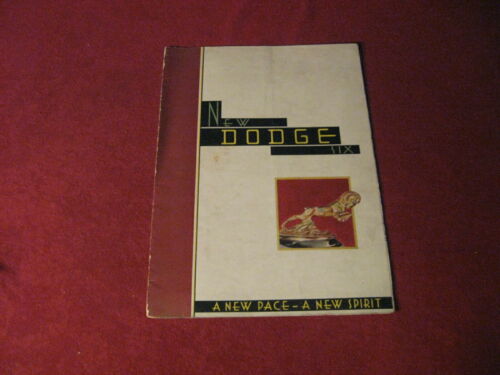 NEW
DODGE
SIX
A NEW PACE - A NEW SPIRIT